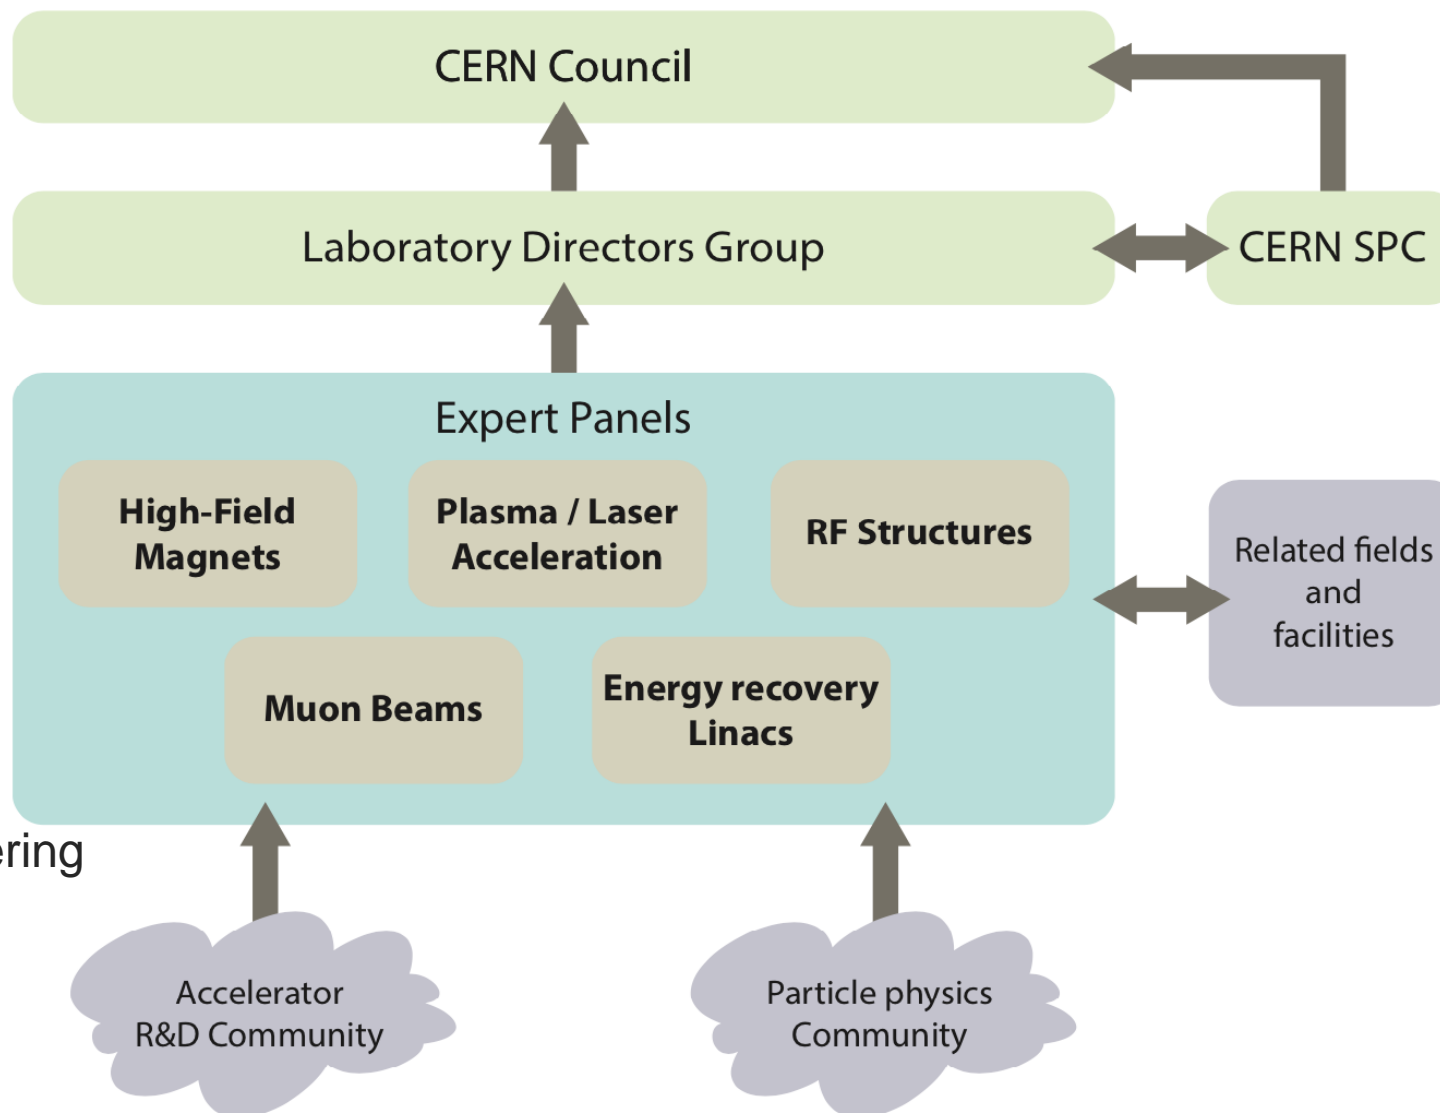 CERN Council
Laboratory Directors Group
CERN SPC
Expert Panels
High-Field
Magnets
Plasma / Laser
Acceleration
RF Structures
Related fields
and
facilities
Muon Beams
Energy recovery
Linacs
ering
Accelerator
R&D Community
Particle physics
Community